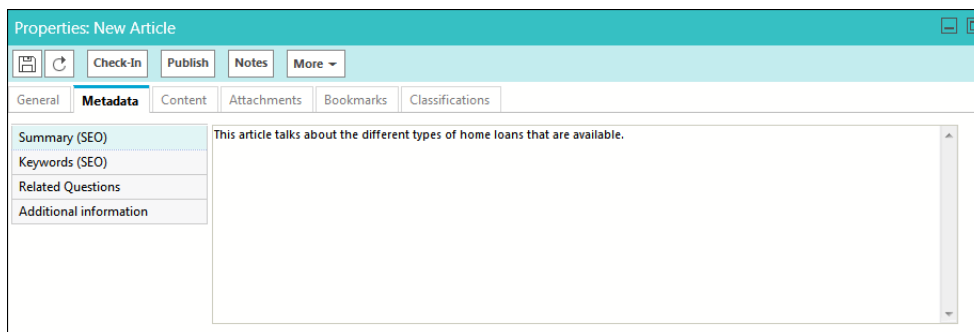 Properties: New Article
Check-In Publish Notes More
General Metadata Content Attachments Bookmarks Classifications
Summary (SEO) This article talks about the different types of home loans that are available.
Keywords (SEO)
Related Questions
Additional information